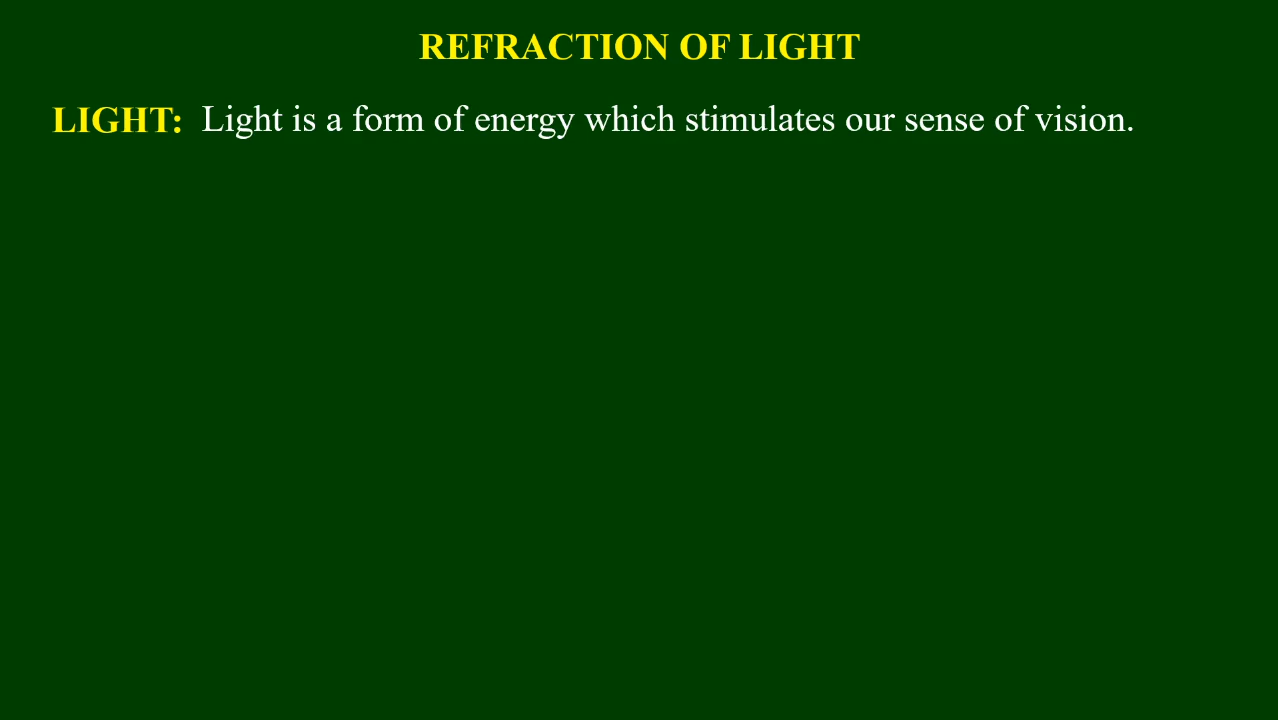 REFRACTION OF LIGHT
LIGHT: Light is a form of energy which stimulates our sense of vision.